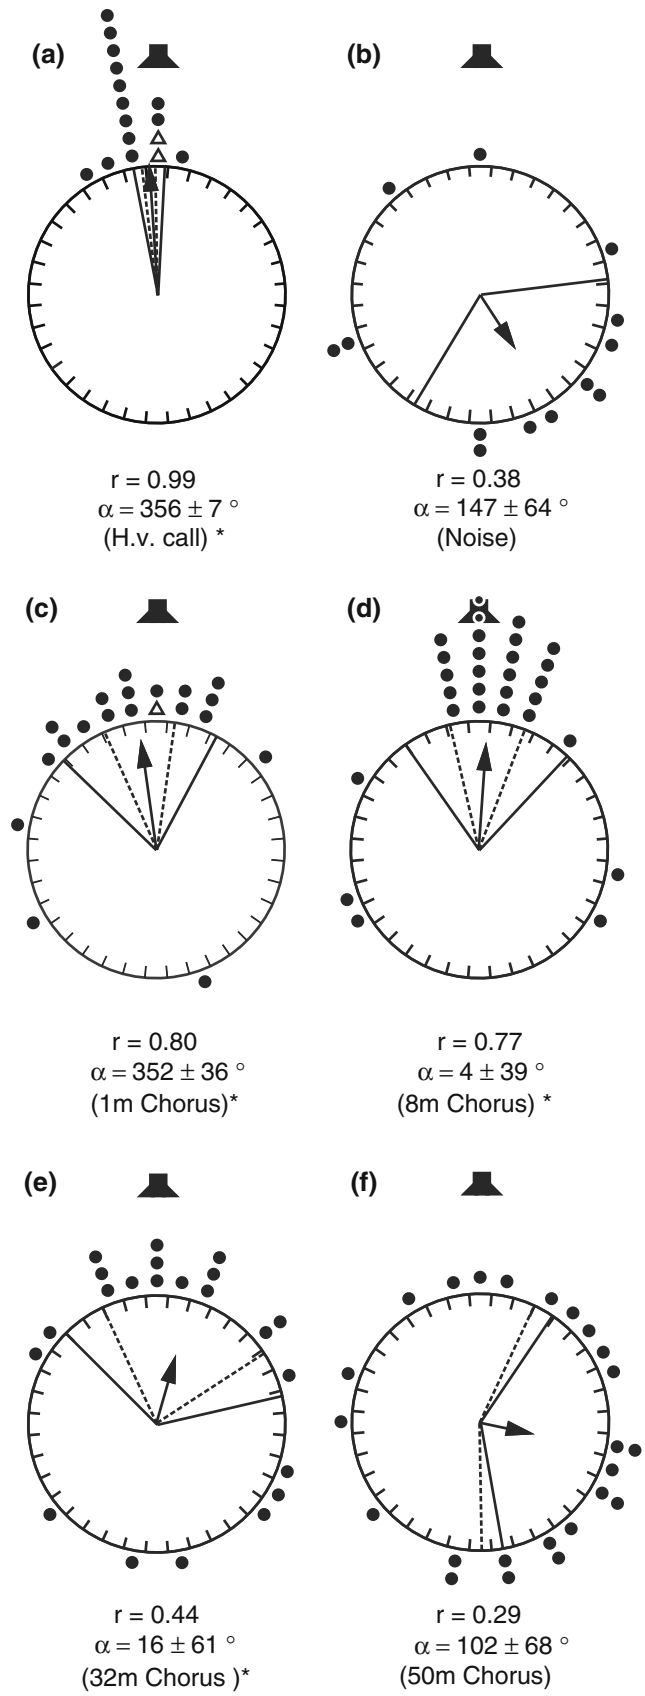 (a)
(b)
r = 0.99
α = 356 ± 7 °
(H.v. call) *
r = 0.38
α = 147 ± 64 °
(Noise)
(c)
(d)
r = 0.80
α = 352 ± 36 °
(1m Chorus)*
r = 0.77
α = 4 ± 39 °
(8m Chorus) *
(e)
(f)
r = 0.44
α = 16 ± 61 °
(32m Chorus )*
r = 0.29
α = 102 ± 68 °
(50m Chorus)